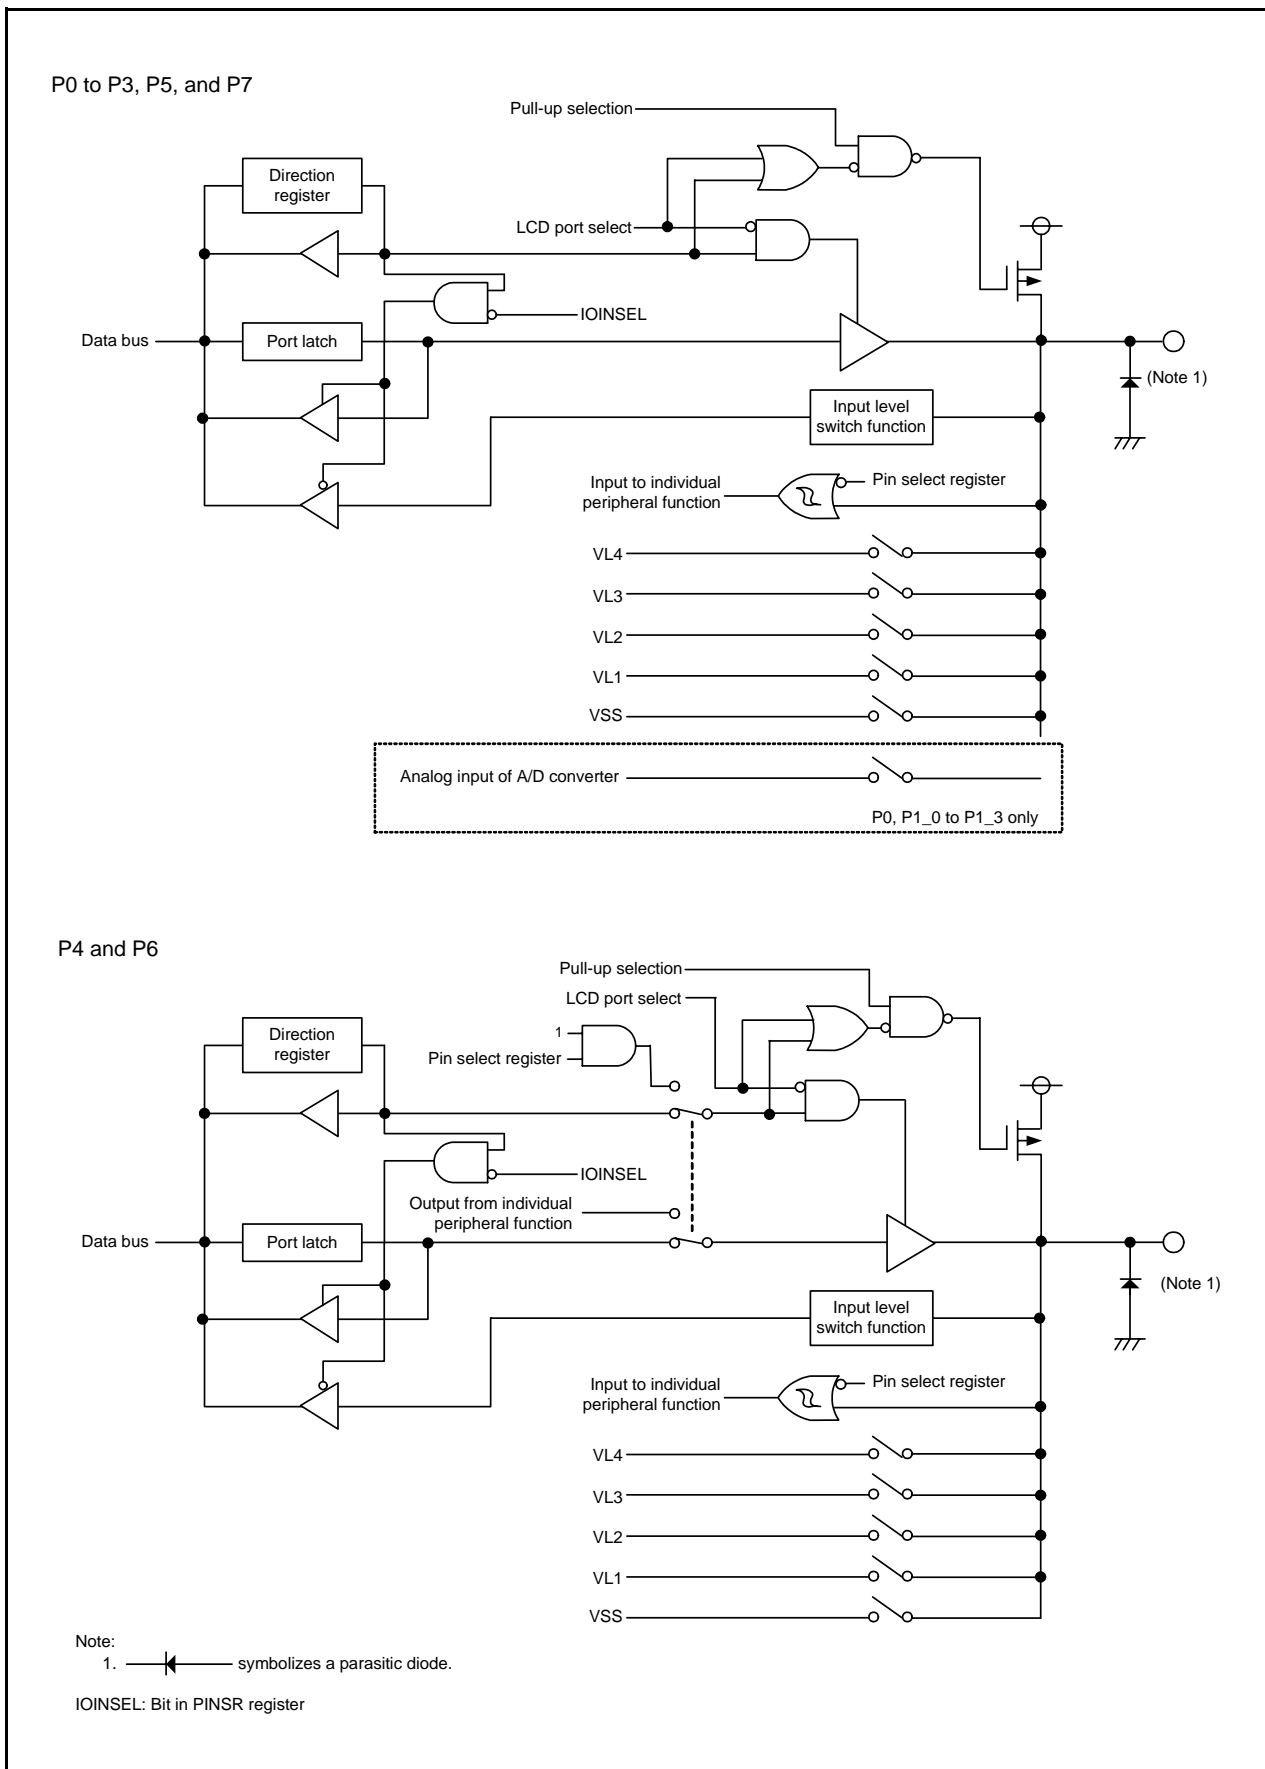 P0 to P3, P5, and P7
Pull-up selection
Direction
register
LCD port select
IOINSEL
Data bus
Port latch
(Note 1)
Input level
switch function
Input to individual
peripheral function
Pin select register
VL4
VL3
VL2
VL1
VSS
Analog input of A/D converter
P0, P1_0 to P1_3 only
P4 and P6
Pull-up selection
LCD port select
1
Pin select register
Direction
register
IOINSEL
Output from individual
peripheral function
Data bus
Port latch
(Note 1)
Input level
switch function
Input to individual
peripheral function
Pin select register
VL4
VL3
VL2
VL1
VSS
Note:
1. symbolizes a parasitic diode.
IOINSEL: Bit in PINSR register